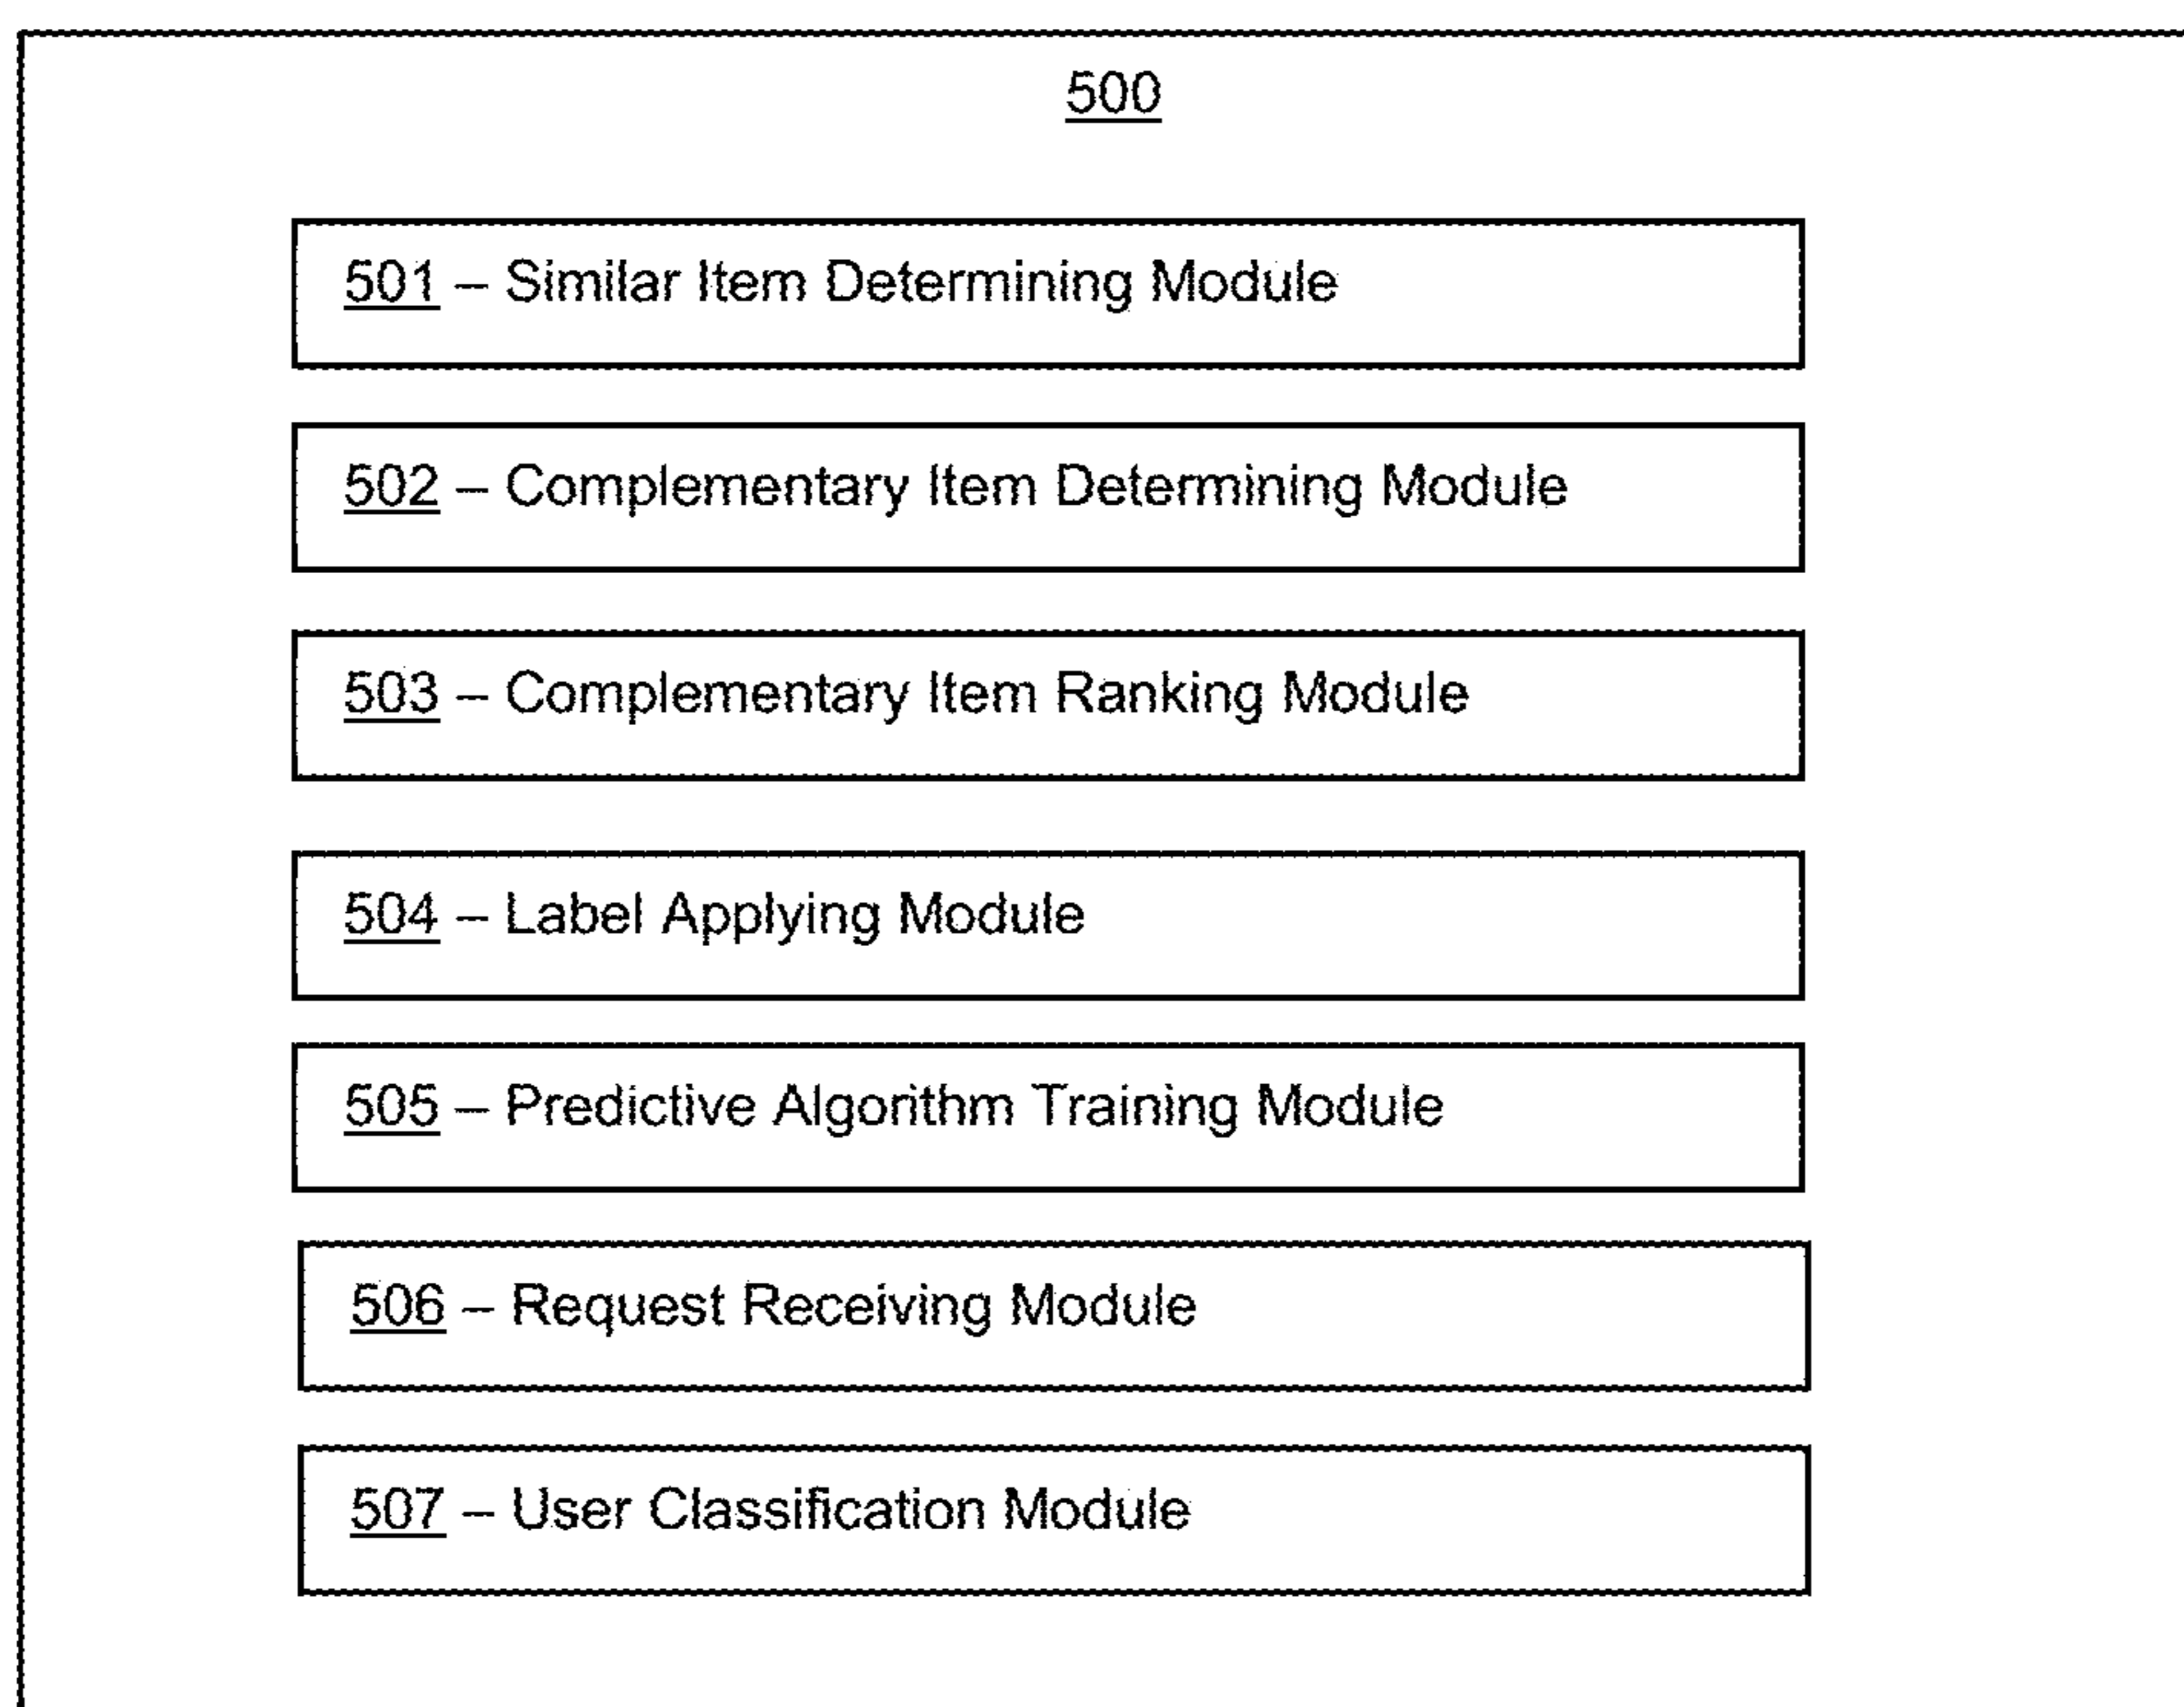 500
501 – Similar Item Determining Module
502 – Complementary Item Determining Module
503 – Complementary Item Ranking Module
504 – Label Applying Module
505 – Predictive Algorithm Training Module
506 – Request Receiving Module
507 – User Classification Module